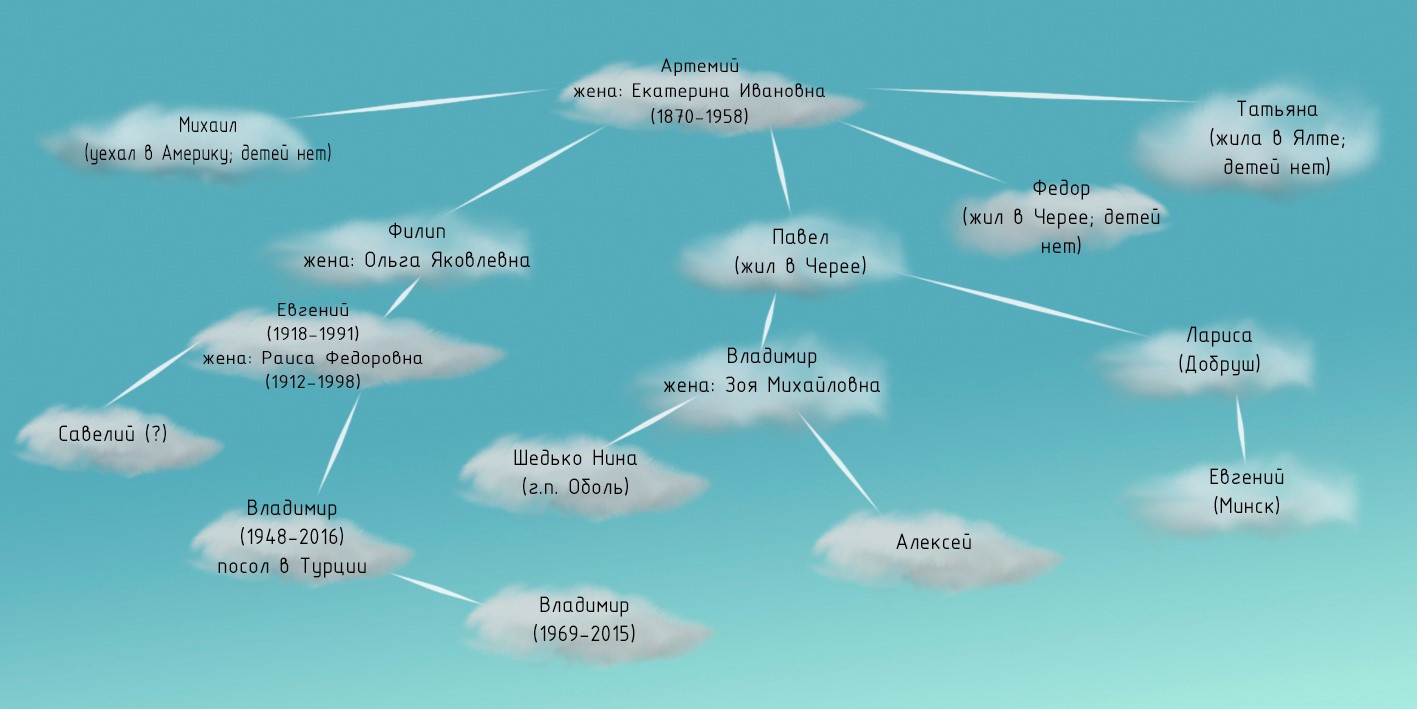 Артемий
жена: Екатерина Ивановна
(1870-1958)
Михаил
(уехал в Америку; детей нет)
Татьяна
(жила в Ялте;
детей нет)
Федор
(жил в Черее; детей
нет)
Филип
жена: Ольга Яковлевна
Павел
(жил в Черее)
Евгений
(1918-1991)
жена: Раиса Федоровна
(1912-1998)
Владимир
жена: Зоя Михайловна
Лариса
(Добруш)
Савелий (?)
Шедько Нина
(г.п. Оболь)
Евгений
(Минск)
Владимир
(1948-2016)
посол в Турции
Алексей
Владимир
(1969-2015)